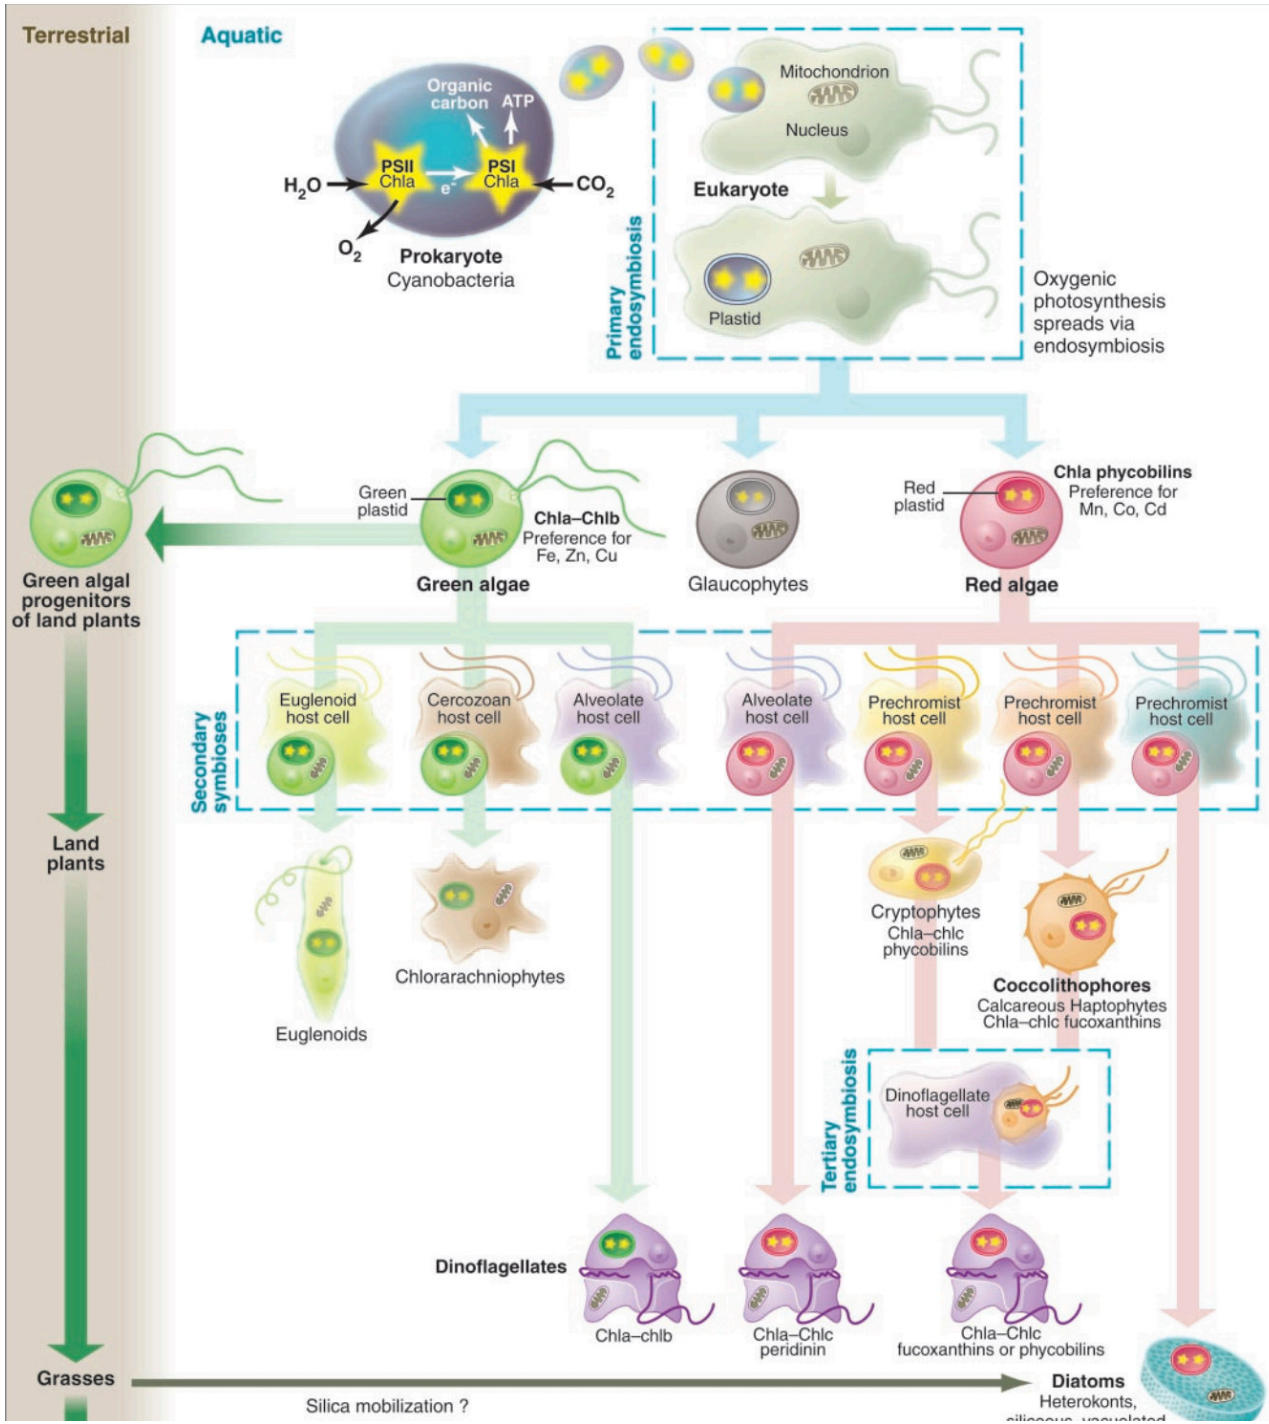 Terrestrial
Aquatic
Organic
carbon
ATP
PSII
Chla
e-
PSI
Chla
H2O
CO2
O2
Prokaryote
Cyanobacteria
Mitochondrion
Nucleus
Eukaryote
Plastid
Primary
endosymbiosis
Oxygenic
photosynthesis
spreads via
endosymbiosis
Green
plastid
Chla–Chlb
Preference for
Fe, Zn, Cu
Green algae
Glaucophytes
Red
plastid
Chla phycobilins
Preference for
Mn, Co, Cd
Red algae
Green algal
progenitors
of land plants
Secondary
symbioses
Euglenoid
host cell
Cercozoan
host cell
Alveolate
host cell
Alveolate
host cell
Prechromist
host cell
Prechromist
host cell
Prechromist
host cell
Land
plants
Euglenoids
Chlorarachniophytes
Cryptophytes
Chla–chlc
phycobilins
Coccolithophores
Calcareous Haptophytes
Chla–chlc fucoxanthins
Tertiary
endosymbiosis
Dinoflagellate
host cell
Dinoflagellates
Chla–chlb
Chla–Chlc
peridinin
Chla–Chlc
fucoxanthins or phycobilins
Grasses
Silica mobilization ?
Diatoms
Heterokonts,
siliceous, vacuolated